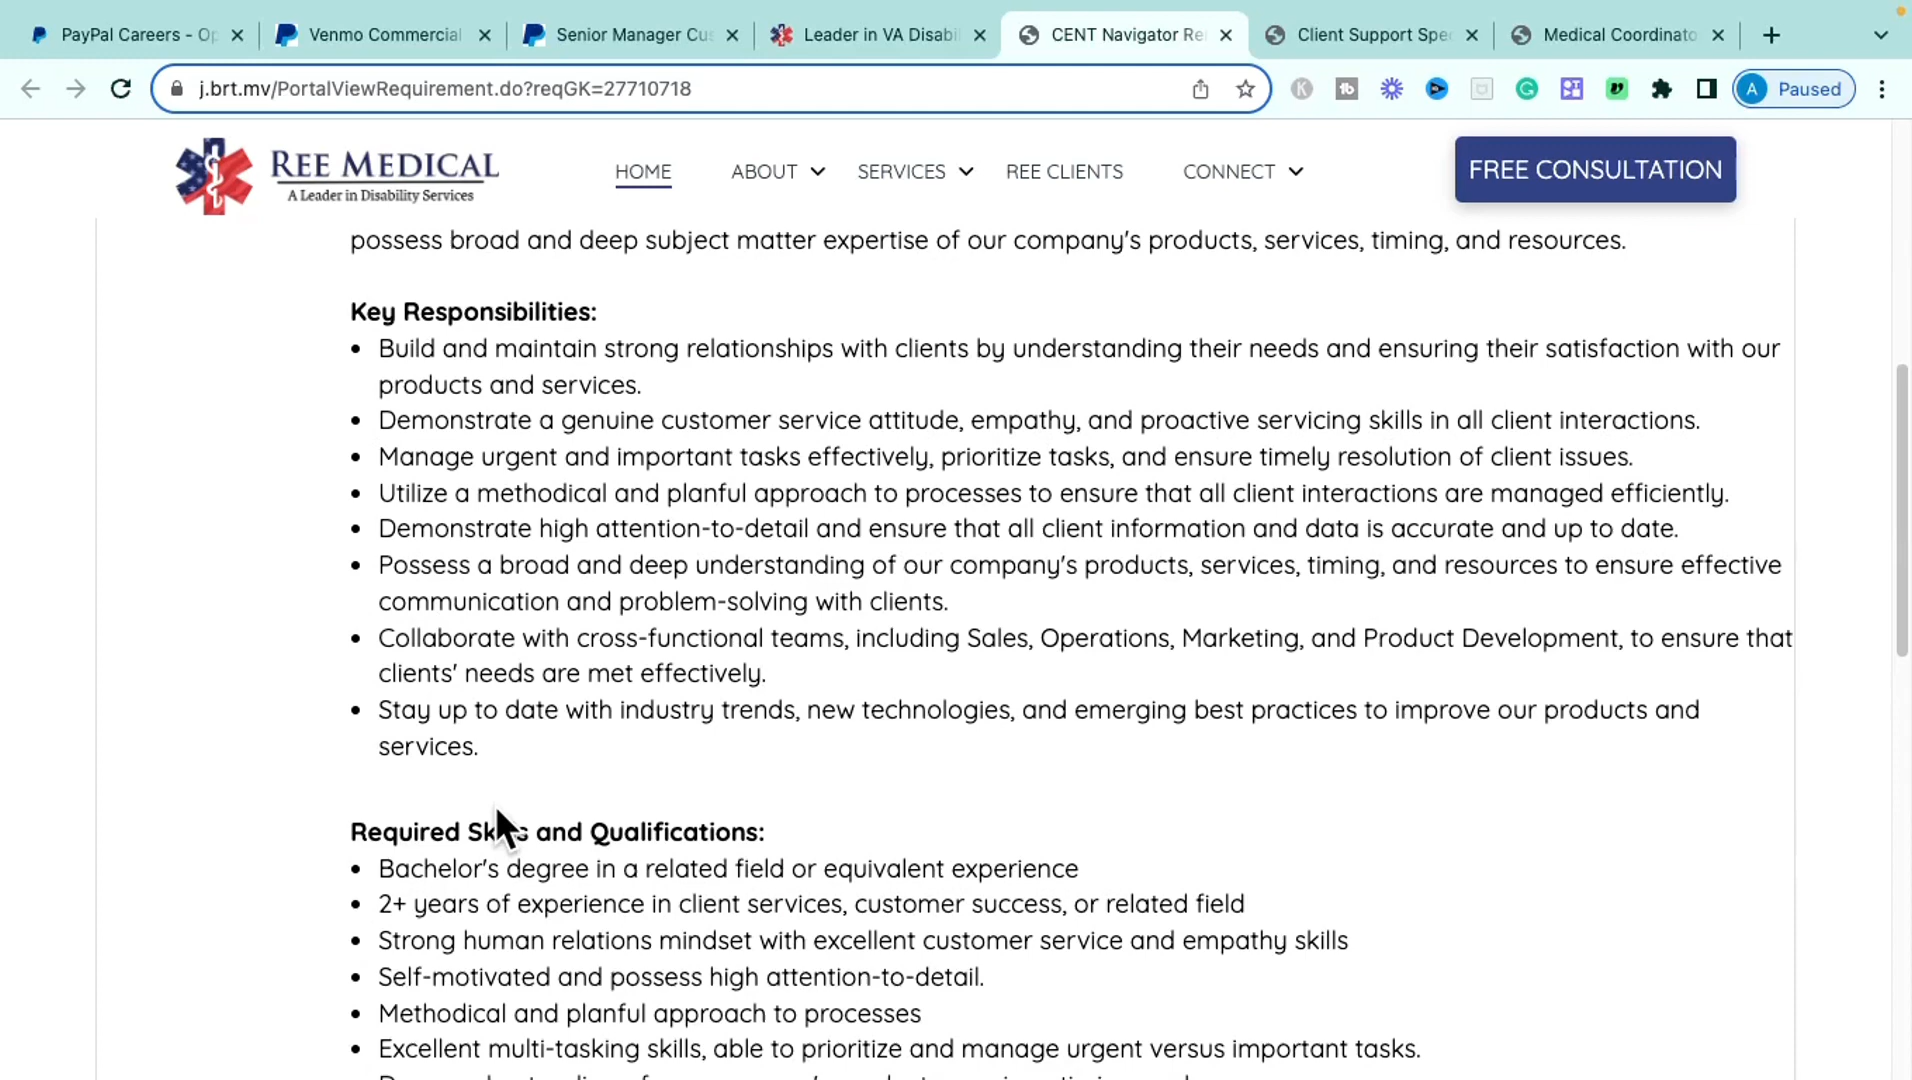 PayPal Careers - Op
Venmo Commercial
Senior Manager Cu
Leader in VA Disabi
CENT Navigator Re
Client Support Spe
Medical Coordinato
j.brt.mv/PortalViewRequirement.do?reqGK=27710718
A Paused
REE MEDICAL
A Leader in Disability Services
HOME
ABOUT
SERVICES
REE CLIENTS
CONNECT
FREE CONSULTATION
possess broad and deep subject matter expertise of our company's products, services, timing, and resources.
Key Responsibilities:
• Build and maintain strong relationships with clients by understanding their needs and ensuring their satisfaction with our
products and services.
• Demonstrate a genuine customer service attitude, empathy, and proactive servicing skills in all client interactions.
• Manage urgent and important tasks effectively, prioritize tasks, and ensure timely resolution of client issues.
• Utilize a methodical and planful approach to processes to ensure that all client interactions are managed efficiently.
• Demonstrate high attention-to-detail and ensure that all client information and data is accurate and up to date.
• Possess a broad and deep understanding of our company's products, services, timing, and resources to ensure effective
communication and problem-solving with clients.
• Collaborate with cross-functional teams, including Sales, Operations, Marketing, and Product Development, to ensure that
clients' needs are met effectively.
• Stay up to date with industry trends, new technologies, and emerging best practices to improve our products and
services.
Required Skills and Qualifications:
• Bachelor's degree in a related field or equivalent experience
• 2+ years of experience in client services, customer success, or related field
• Strong human relations mindset with excellent customer service and empathy skills
• Self-motivated and possess high attention-to-detail.
• Methodical and planful approach to processes
• Excellent multi-tasking skills, able to prioritize and manage urgent versus important tasks.